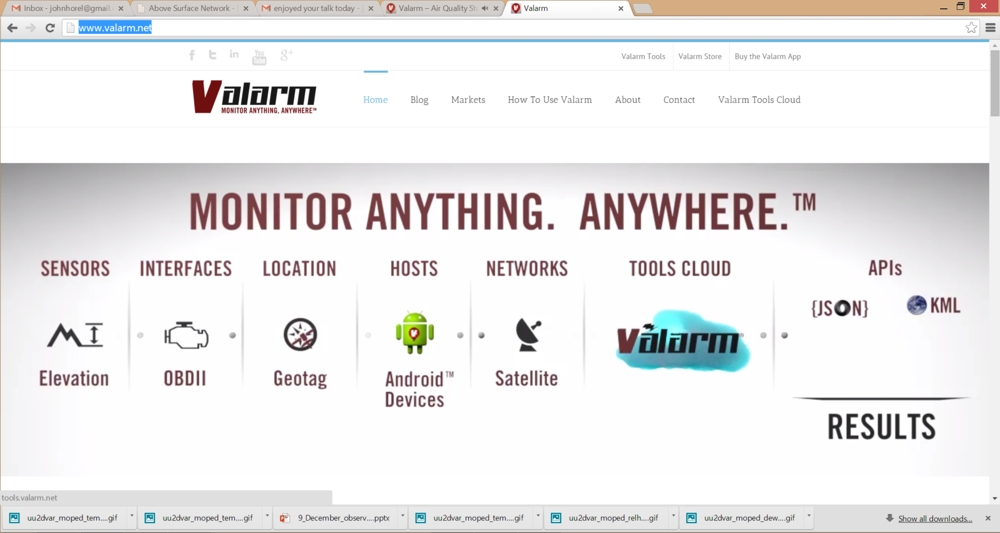 Inbox - johnhorel@gmail.
Above Surface Network -
enjoyed your talk today -
Valarm – Air Quality Stu
Valarm
www.valarm.net
f t in You Tube g+
Valarm Tools
Valarm Store
Buy the Valarm App
Valarm
MONITOR ANYTHING, ANYWHERE™
Home
Blog
Markets
How To Use Valarm
About
Contact
Valarm Tools Cloud
MONITOR ANYTHING. ANYWHERE.™
SENSORS
INTERFACES
LOCATION
HOSTS
NETWORKS
TOOLS CLOUD
APIs
{JSON}
KML
Valarm®
Elevation
OBDII
Geotag
Android™
Devices
Satellite
RESULTS
tools.valarm.net
uu2dvar_moped_tem....gif
uu2dvar_moped_tem....gif
9_December_observ....pptx
uu2dvar_moped_tem....gif
uu2dvar_moped_relh....gif
uu2dvar_moped_dew....gif
Show all downloads...